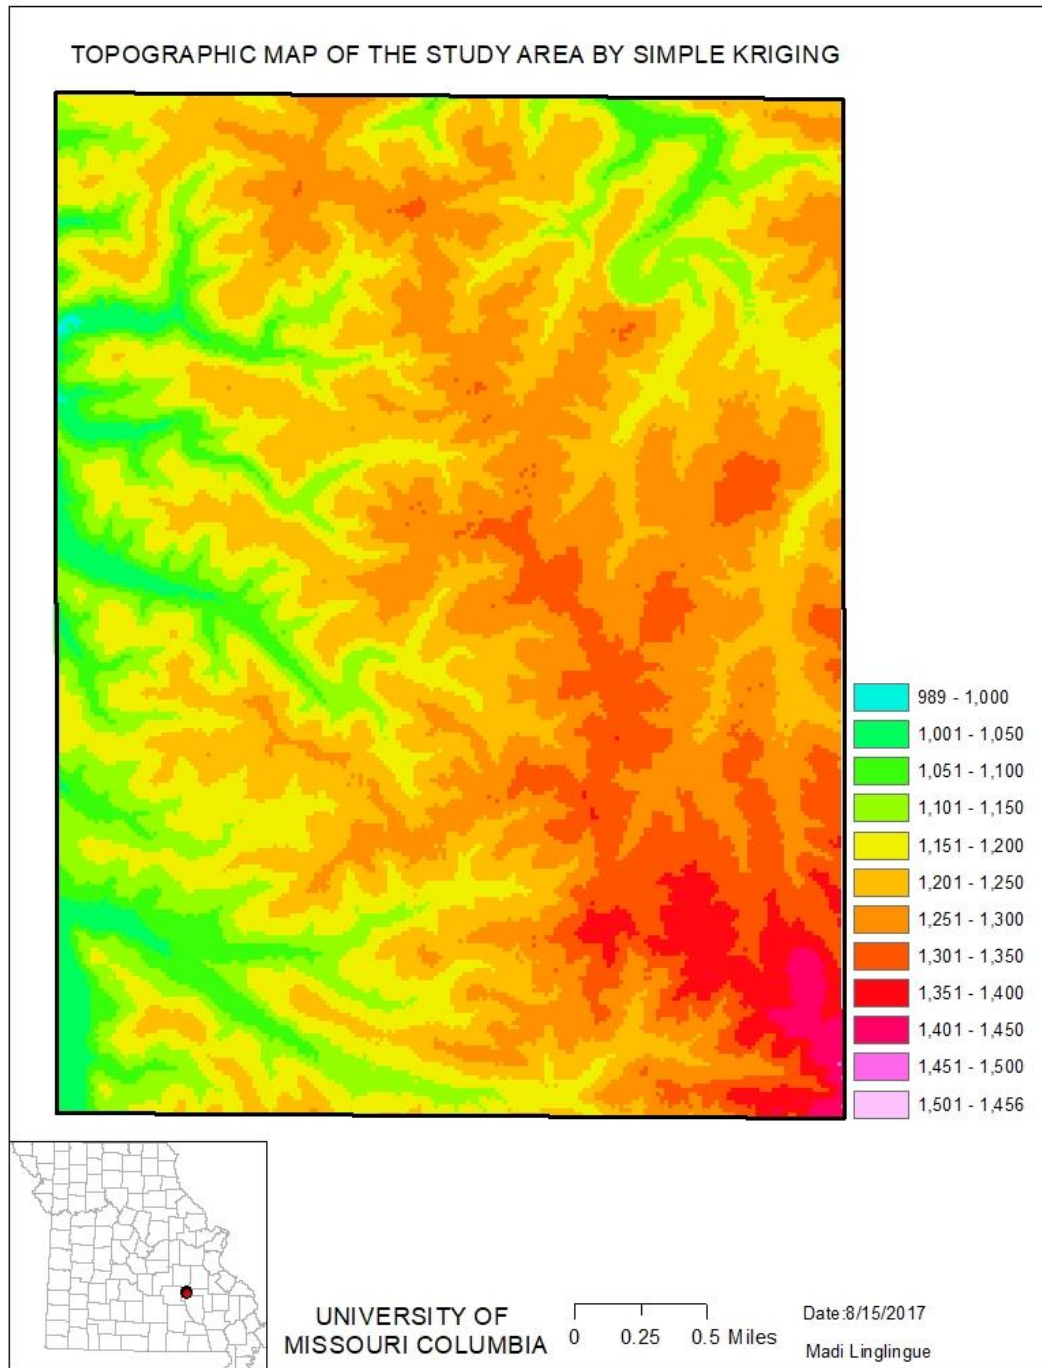 TOPOGRAPHIC MAP OF THE STUDY AREA BY SIMPLE KRIGING
989 - 1,000
1,001 - 1,050
1,051 - 1,100
1,101 - 1,150
1,151 - 1,200
1,201 - 1,250
1,251 - 1,300
1,301 - 1,350
1,351 - 1,400
1,401 - 1,450
1,451 - 1,500
1,501 - 1,456
UNIVERSITY OF
MISSOURI COLUMBIA
0 0.25 0.5 Miles
Date:8/15/2017
Madi Linglingue